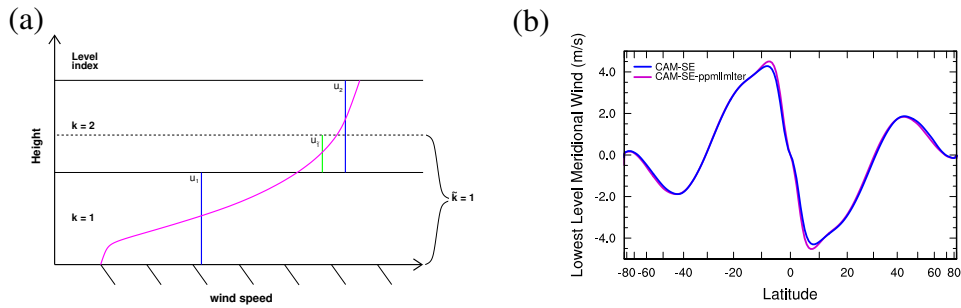 (a)
Level
index
u₂
k = 2
u₁̃
Height
u₁
k̃ = 1
k = 1
wind speed
(b)
CAM-SE
CAM-SE-ppmlimiter
4.0
2.0
0.0
-2.0
-4.0
Lowest Level Meridional Wind (m/s)
-80 -60 -40 -20 0 20 40 60 80
Latitude